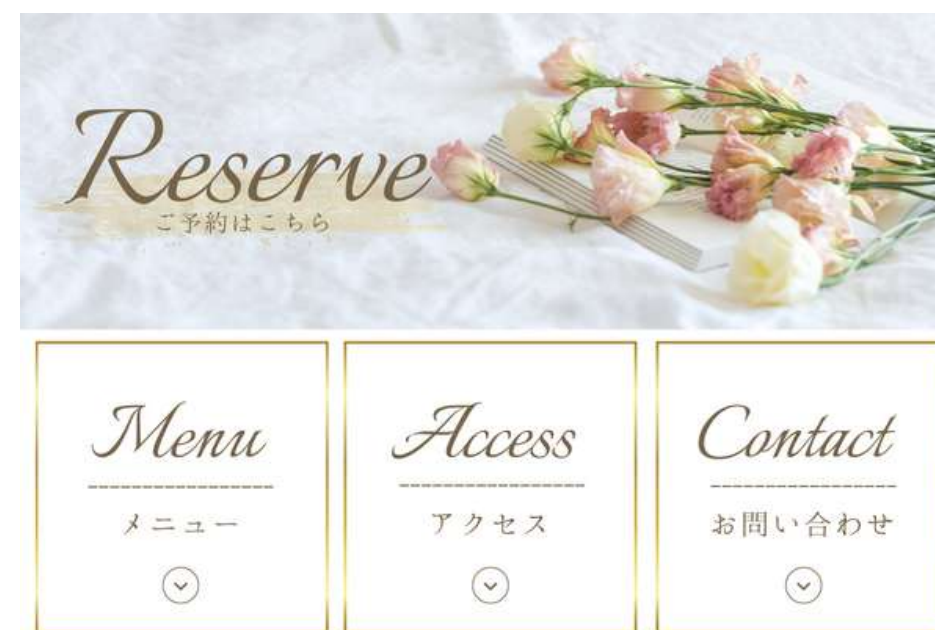 Reserve
ご予約はこちら
Menu
メニュー
Access
アクセス
Contact
お問い合わせ